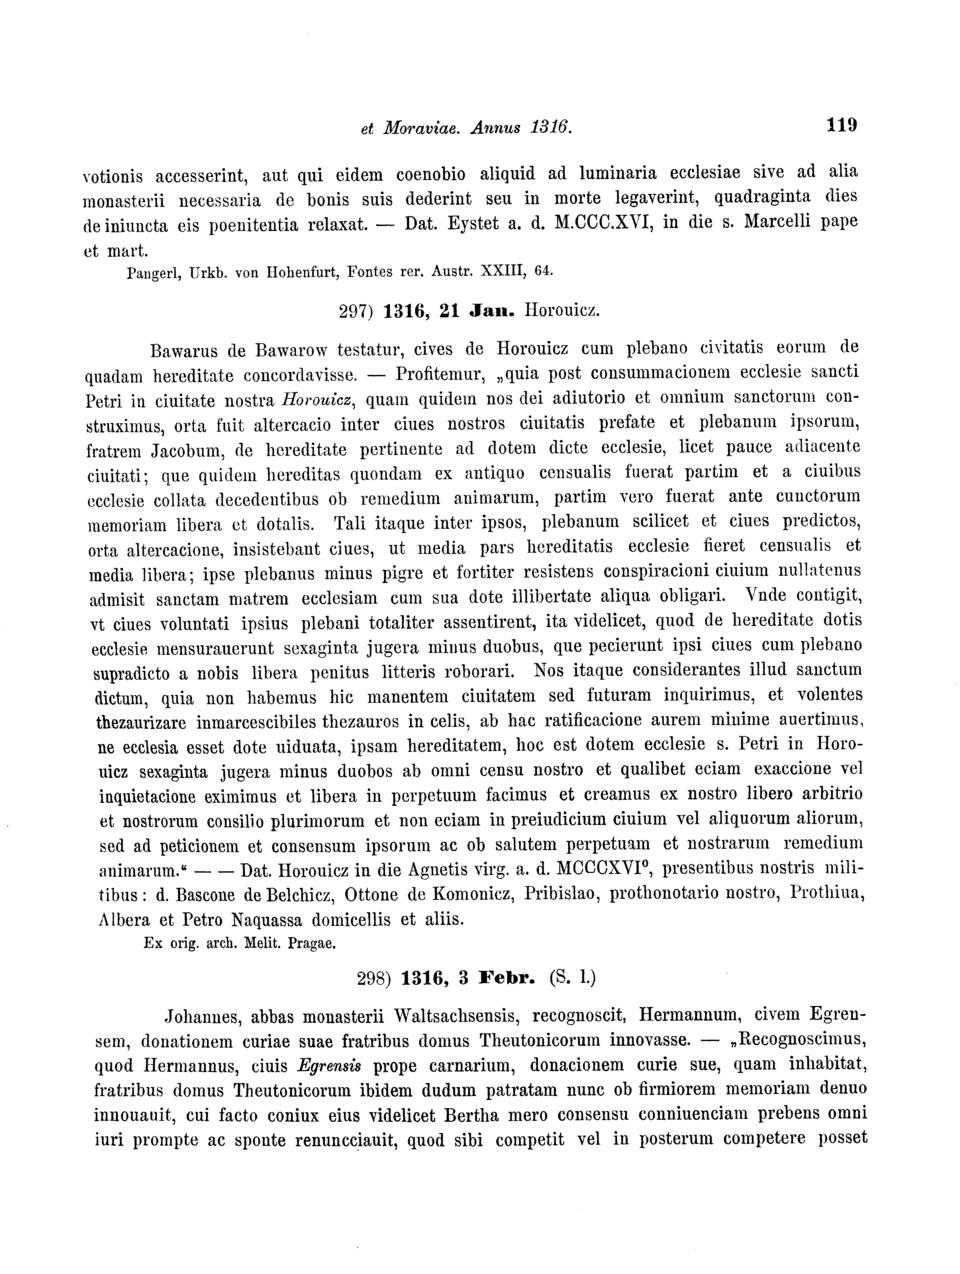 et Moraviae. Annus 1316. 119
votionis accesserint, aut qui eidem coenobio aliquid ad luminaria ecclesiae sive ad alia
monasterii necessaria de bonis suis dederint seu in morte legaverint, quadraginta dies
de iniuncta eis poenitentia relaxat. — Dat. Eystet a. d. M.CCC.XVI, in die s. Marcelli pape
et mart.
Pangerl, Urkb. von Hohenfurt, Fontes rer. Austr. XXIII, 64.
297) 1316, 21 Jan. Horouicz.
Bawarus de Bawarow testatur, cives de Horouicz cum plebano civitatis eorum de
quadam hereditate concordavisse. — Profitemur, „quia post consummacionem ecclesie sancti
Petri in ciuitate nostra Horouicz, quam quidem nos dei adiutorio et omnium sanctorum con-
struximus, orta fuit altercacio inter ciues nostros ciuitatis prefate et plebanum ipsorum,
fratrem Jacobum, de hereditate pertinente ad dotem dicte ecclesie, licet pauce adiacente
ciuitati; que quidem hereditas quondam ex antiquo censualis fuerat partim et a ciuibus
ecclesie collata decedentibus ob remedium animarum, partim vero fuerat ante cunctorum
memoriam libera et dotalis. Tali itaque inter ipsos, plebanum scilicet et ciues predictos,
orta altercacione, insistebant ciues, ut media pars hereditatis ecclesie fieret censualis et
media libera; ipse plebanus minus pigre et fortiter resistens conspiracioni ciuium nullatenus
admisit sanctam matrem ecclesiam cum sua dote illibertate aliqua obligari. Vnde contigit,
vt ciues voluntati ipsius plebani totaliter assentirent, ita videlicet, quod de hereditate dotis
ecclesie mensurauerunt sexaginta jugera minus duobus, que pecierunt ipsi ciues cum plebano
supradicto a nobis libera penitus litteris roborari. Nos itaque considerantes illud sanctum
dictum, quia non habemus hic manentem ciuitatem sed futuram inquirimus, et volentes
thezaurizare inmarcescibiles thezauros in celis, ab hac ratificacione aurem minime auertimus,
ne ecclesia esset dote uiduata, ipsam hereditatem, hoc est dotem ecclesie s. Petri in Horo-
uicz sexaginta jugera minus duobos ab omni censu nostro et qualibet eciam exaccione vel
inquietacione eximimus et libera in perpetuum facimus et creamus ex nostro libero arbitrio
et nostrorum consilio plurimorum et non eciam in preiudicium ciuium vel aliquorum aliorum,
sed ad peticionem et consensum ipsorum ac ob salutem perpetuam et nostrarum remedium
animarum.“ — — Dat. Horouicz in die Agnetis virg. a. d. MCCCXVI⁰, presentibus nostris mili-
tibus: d. Bascone de Belchicz, Ottone de Komonicz, Pribislao, prothonotario nostro, Prothiua,
Albera et Petro Naquassa domicellis et aliis.
Ex orig. arch. Melit. Pragae.
298) 1316, 3 Febr. (S. l.)
Johannes, abbas monasterii Waltsachsensis, recognoscit, Hermannum, civem Egren-
sem, donationem curiae suae fratribus domus Theutonicorum innovasse. — „Recognoscimus,
quod Hermannus, ciuis Egrensis prope carnarium, donacionem curie sue, quam inhabitat,
fratribus domus Theutonicorum ibidem dudum patratam nunc ob firmiorem memoriam denuo
innouauit, cui facto coniux eius videlicet Bertha mero consensu conniuenciam prebens omni
iuri prompte ac sponte renuncciauit, quod sibi competit vel in posterum competere posset